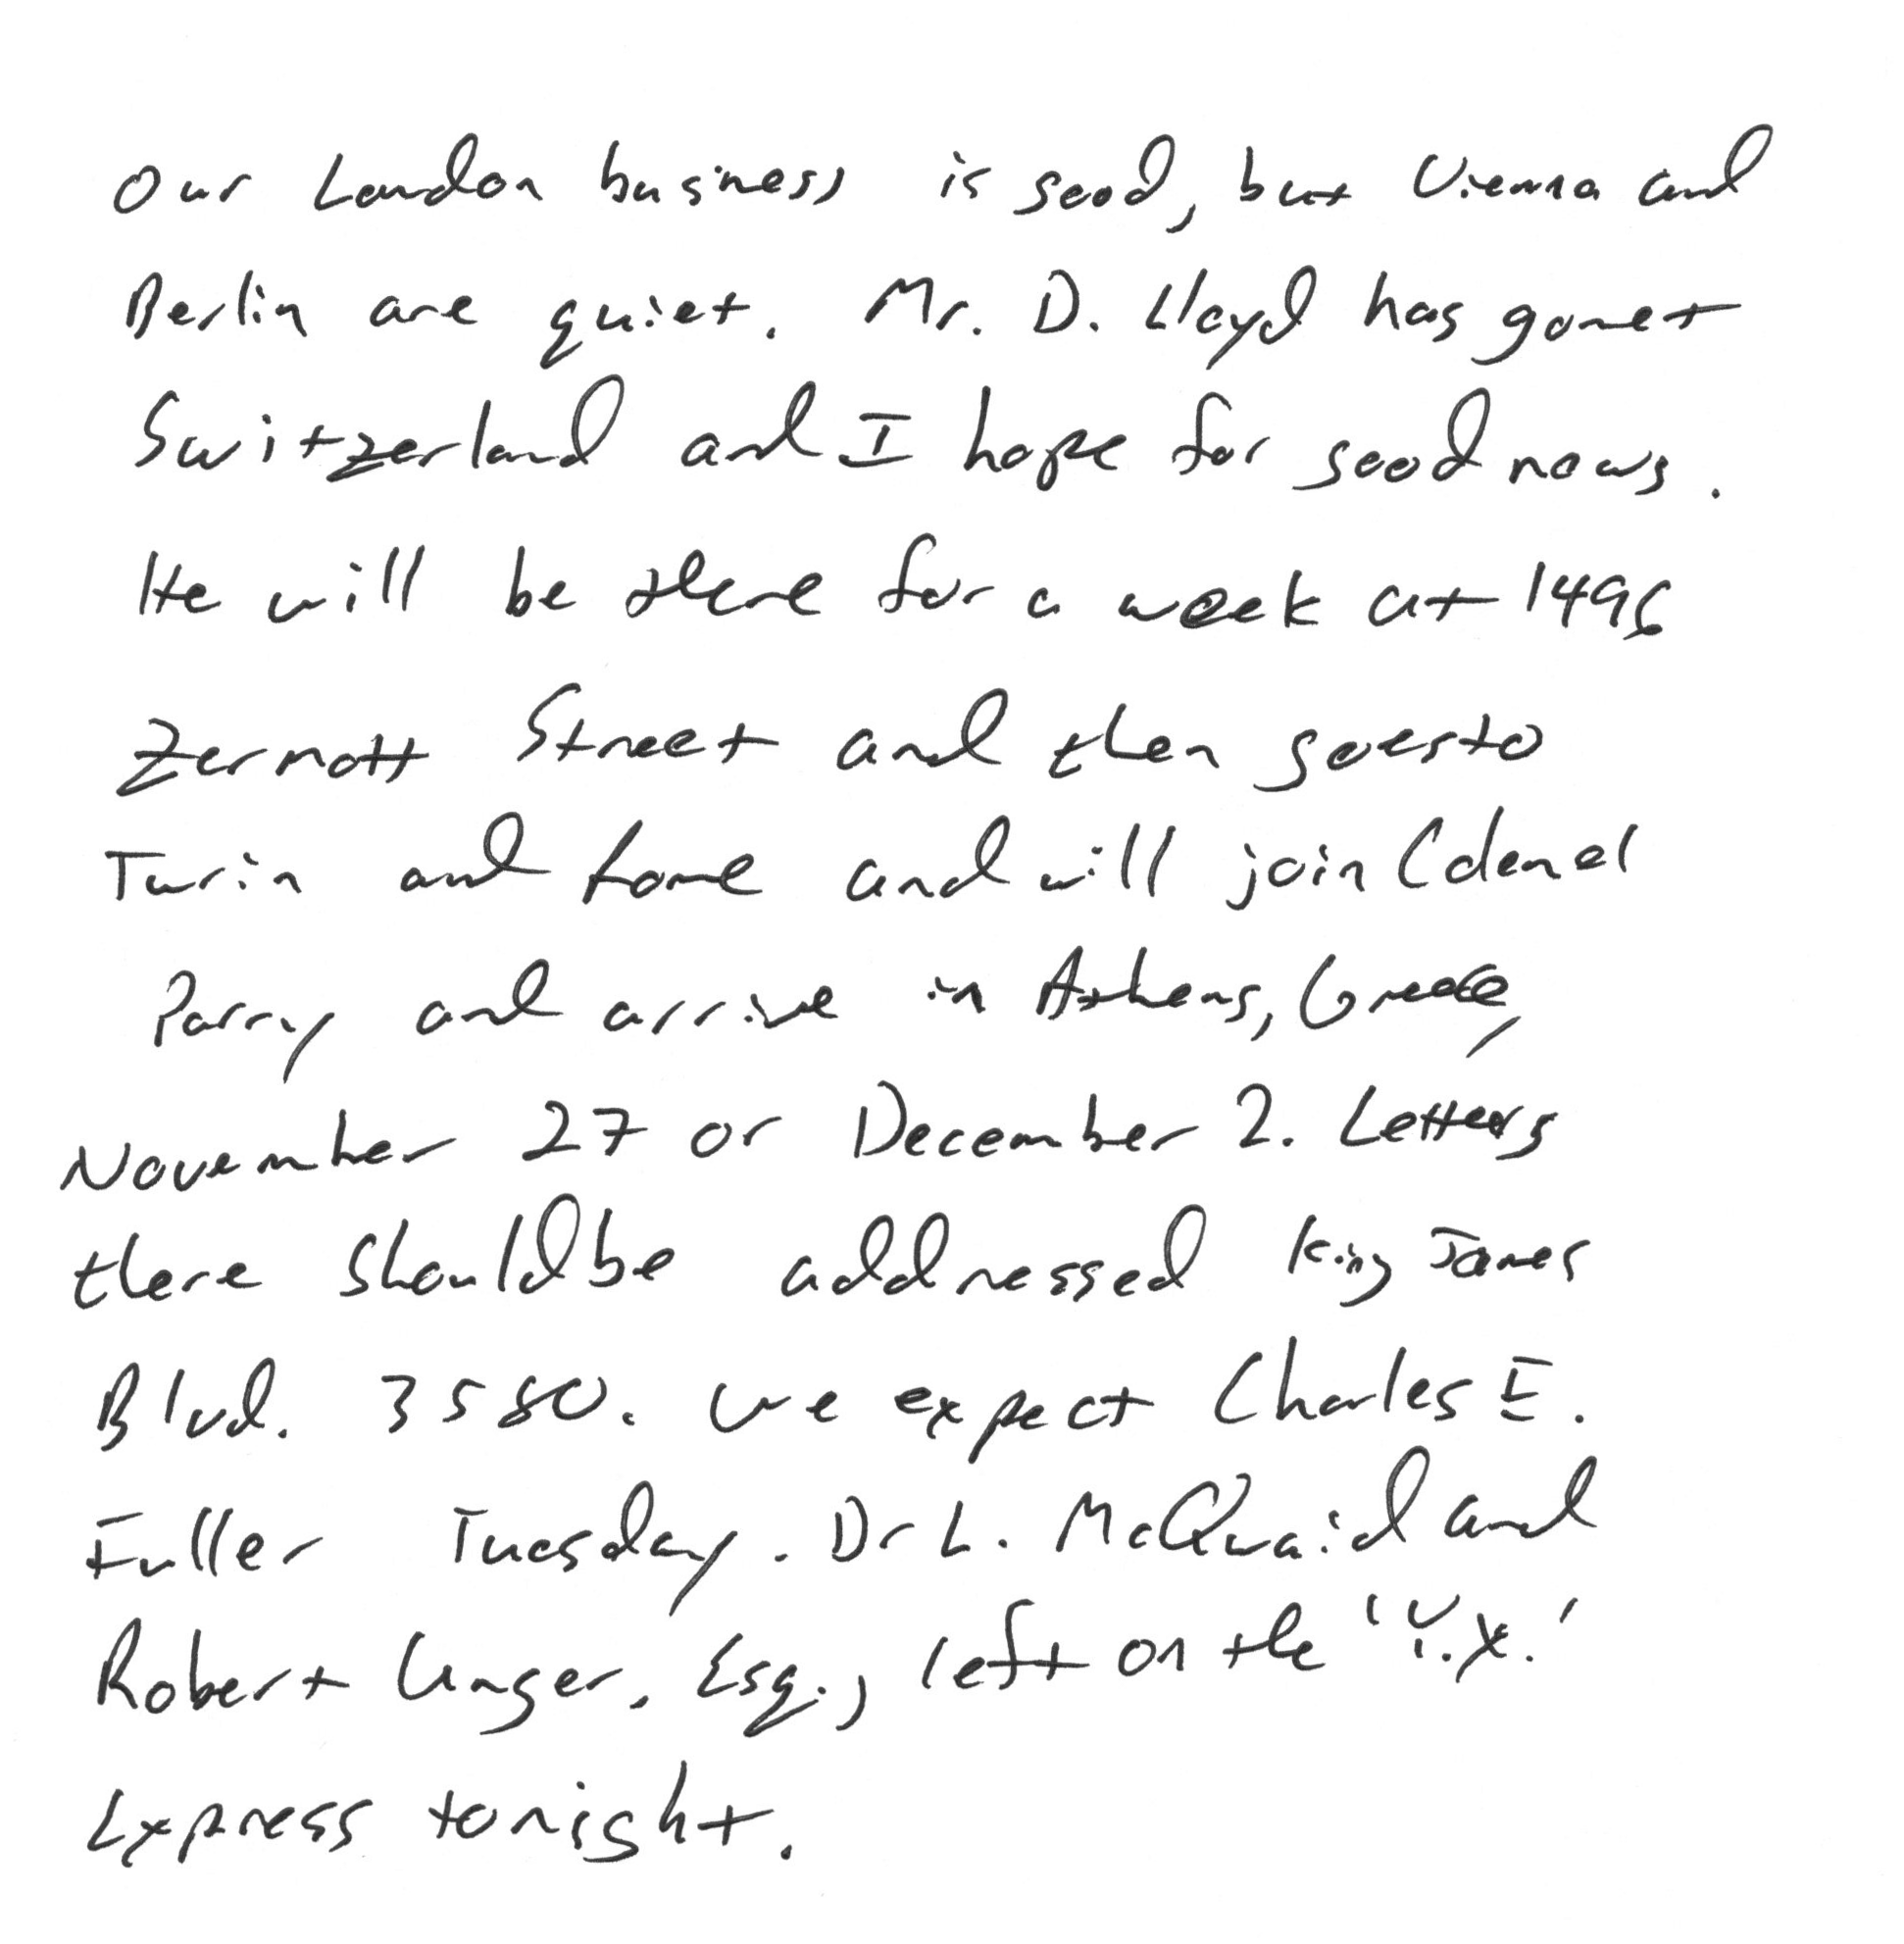 Our London business is good, but Vienna and
Berlin are quiet. Mr. D. Lloyd has gone t
Switzerland and I hope for good news.
He will be there for a week at 1496
Zermott Street and then goes to
Turin and Rome and will join Colonel
Parry and arrive in Athens, Greece,
November 27 or December 2. Letters
there should be addressed King James
Blvd. 3580. We expect Charles E.
Fuller Tuesday. Dr L. McQuaid and
Robert Unger, Esq., left on the 'Y.X.'
Express tonight.